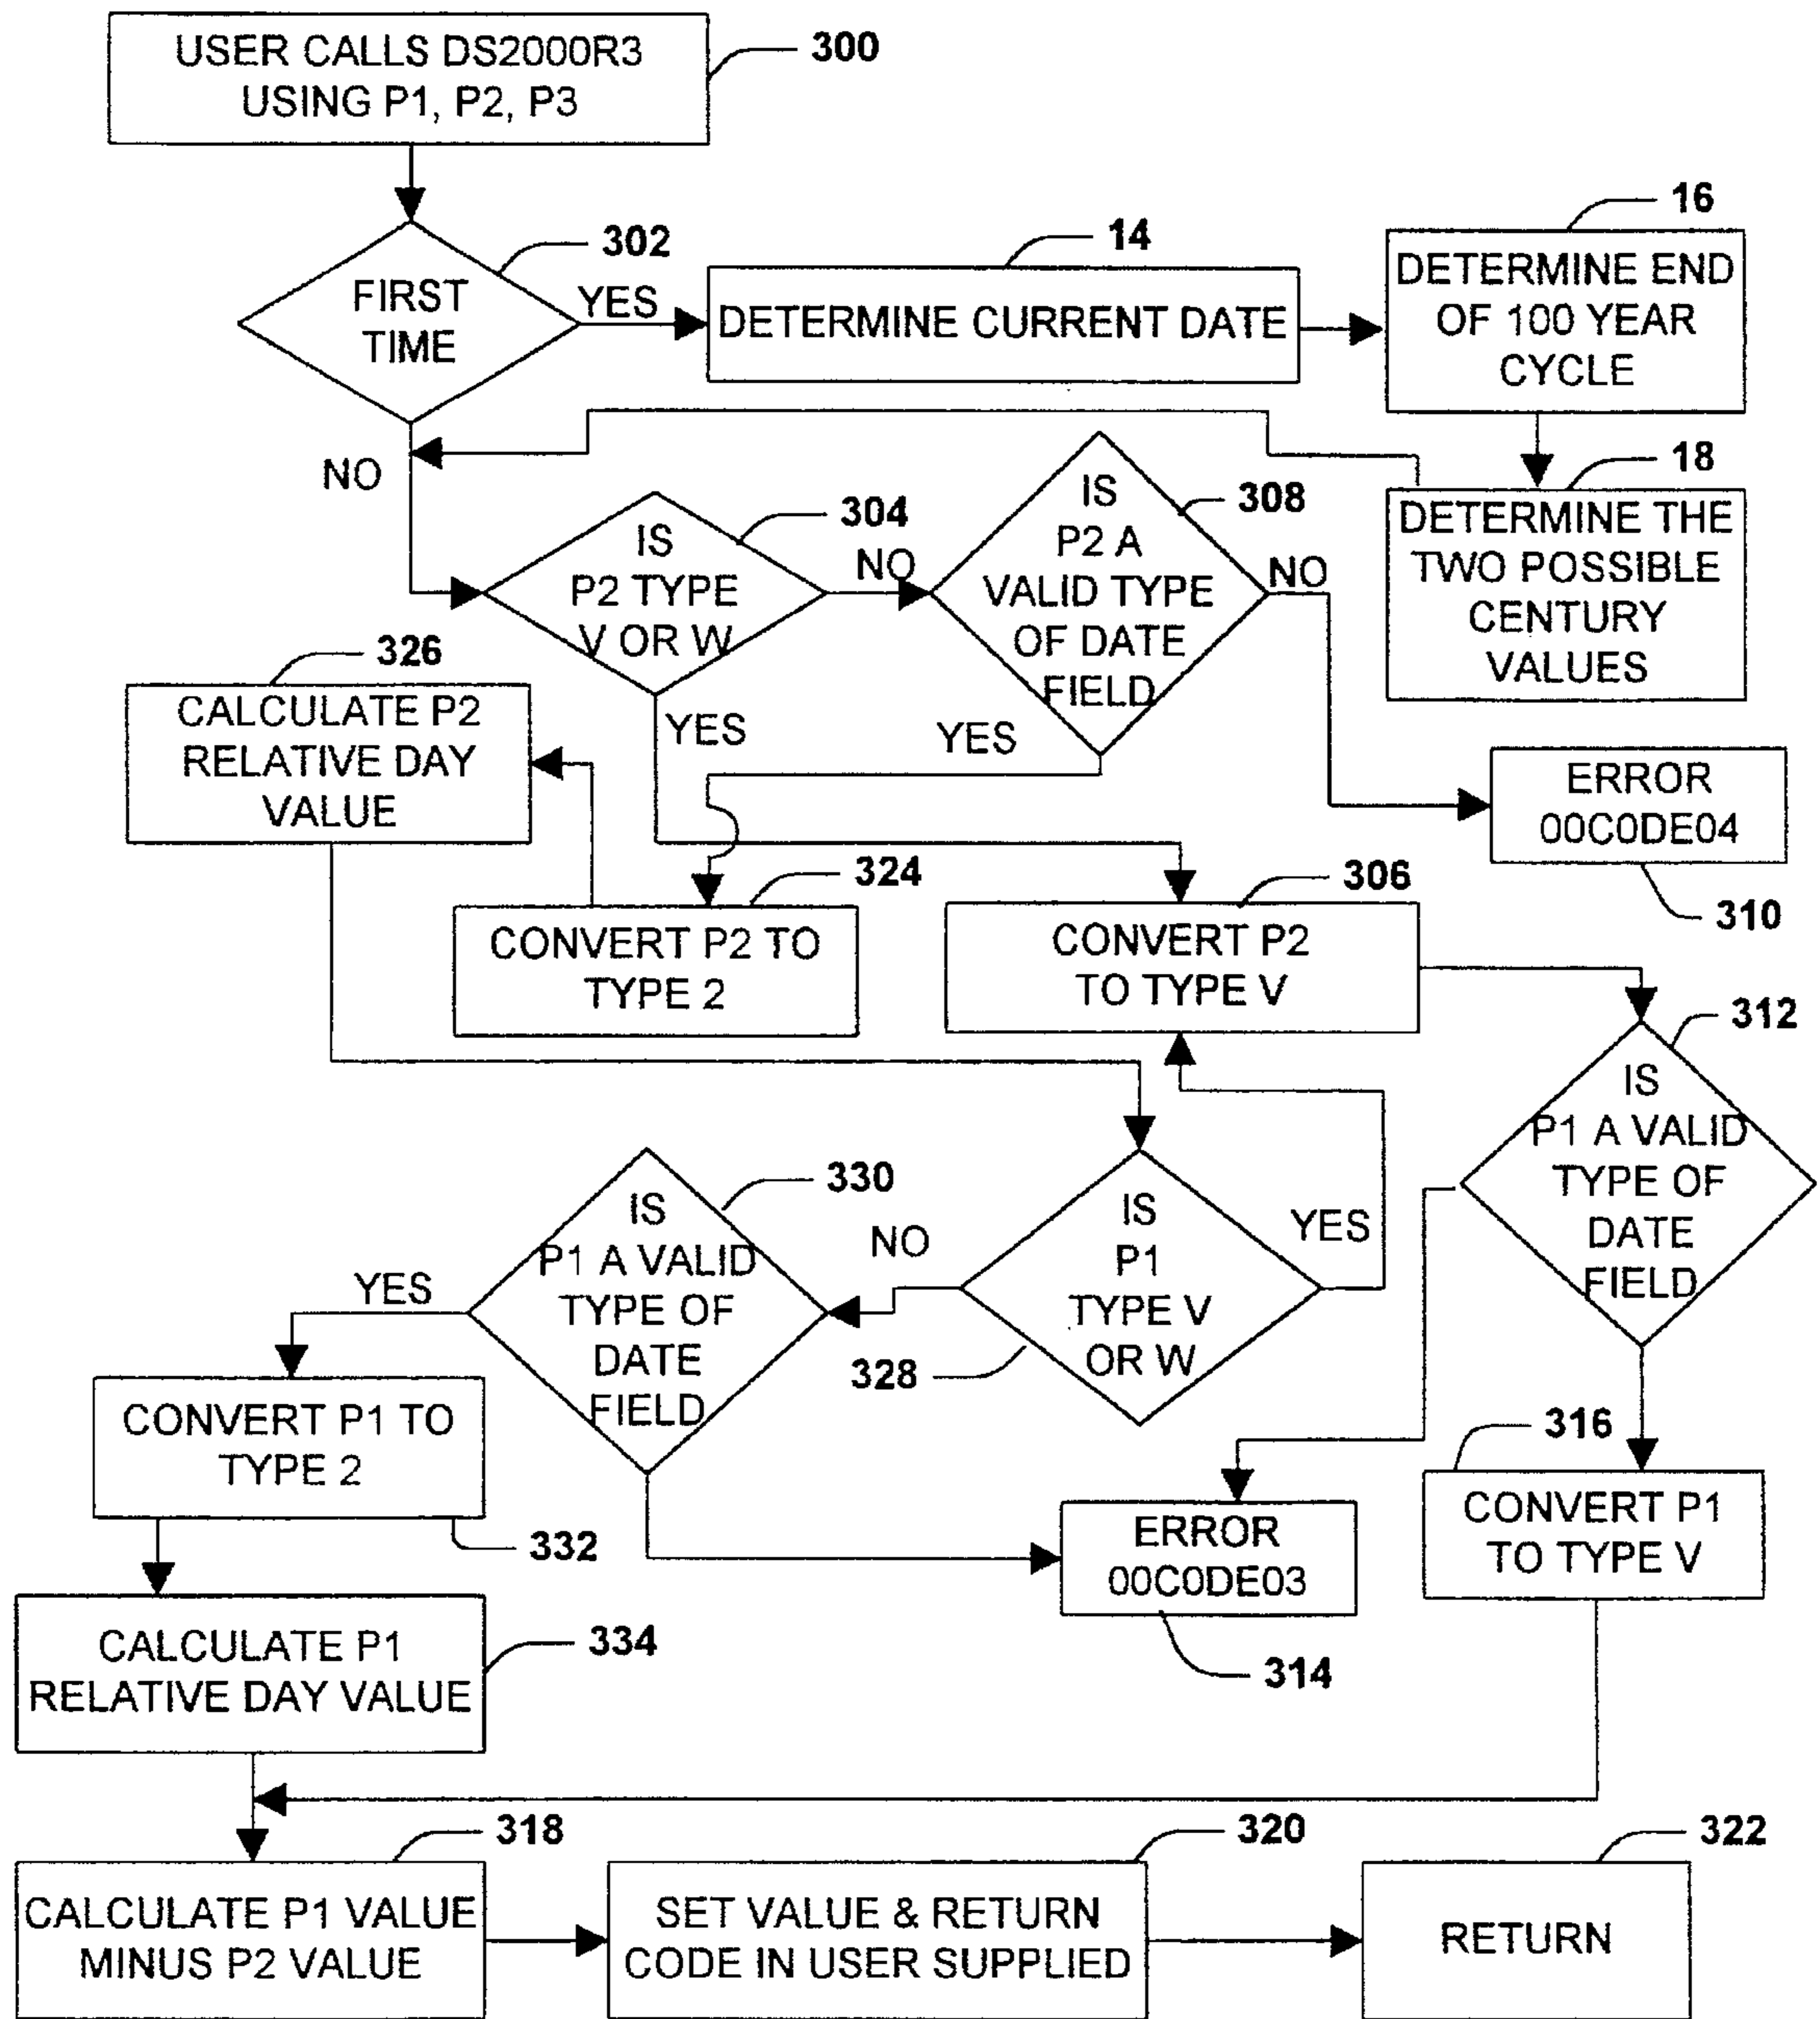 USER CALLS DS2000R3
USING P1, P2, P3
300
302
FIRST
TIME
YES
NO
14
DETERMINE CURRENT DATE
16
DETERMINE END
OF 100 YEAR
CYCLE
18
DETERMINE THE
TWO POSSIBLE
CENTURY
VALUES
304
IS
P2 TYPE
V OR W
NO
YES
308
IS
P2 A
VALID TYPE
OF DATE
FIELD
NO
YES
326
CALCULATE P2
RELATIVE DAY
VALUE
ERROR
00C0DE04
310
324
CONVERT P2 TO
TYPE 2
306
CONVERT P2
TO TYPE V
312
IS
P1 A VALID
TYPE OF
DATE
FIELD
330
IS
P1 A VALID
TYPE OF
DATE
FIELD
YES
NO
IS
P1
TYPE V
OR W
328
YES
CONVERT P1 TO
TYPE 2
332
316
CONVERT P1
TO TYPE V
ERROR
00C0DE03
314
CALCULATE P1
RELATIVE DAY VALUE
334
318
CALCULATE P1 VALUE
MINUS P2 VALUE
320
SET VALUE & RETURN
CODE IN USER SUPPLIED
322
RETURN